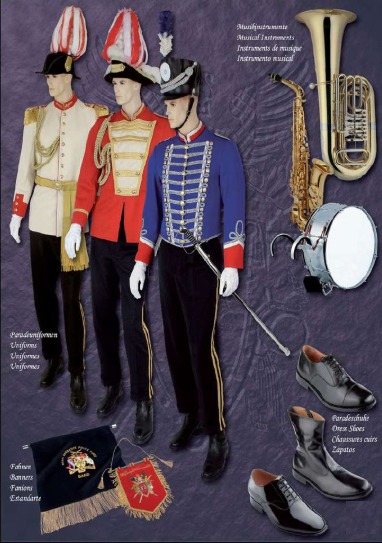 Musikinstrumente
Musical Instruments
Instruments de musique
Instrumento musical
Paradeuniformen
Uniforms
Uniformes
Uniformes
Paradeschuhe
Dress Shoes
Chaussures cuirs
Zapatos
Fahnen
Banners
Fanions
Estandarte